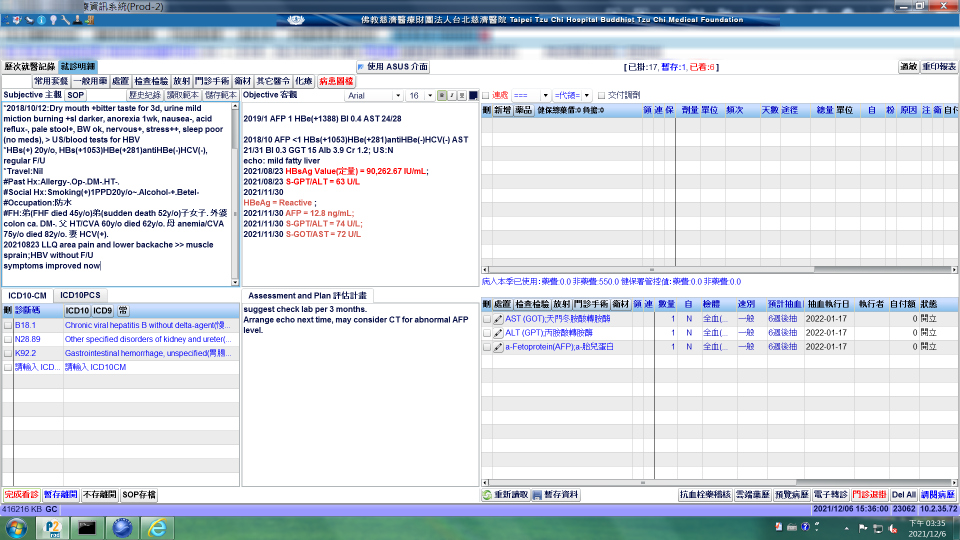 療資訊系統(Prod-2)
佛教慈濟醫療財團法人台北慈濟醫院 Taipei Tzu Chi Hospital Buddhist Tzu Chi Medical Foundation
歷次就醫記錄 就診明細 使用 ASUS 介面 [已掛:17, 暫存:1, 已看:6] 過敏 重印報表
常用套餐 一般用藥 處置 檢查檢驗 放射 門診手術 衛材 其它醫令 化療 病患圖檔
Subjective 主觀 SOP 歷史紀錄 讀取範本 儲存範本
*2018/10/12:Dry mouth +bitter taste for 3d, urine mild
miction burning +sl darker, anorexia 1wk, nausea-, acid
reflux-, pale stool+, BW ok, nervous+, stress++, sleep poor
(no meds), > US/blood tests for HBV
*HBs(+) 20y/o, HBs(+1053)HBe(+281)antiHBe(-)HCV(-),
regular F/U
*Travel:Nil
#Past Hx:Allergy-.Op-.DM-.HT-.
#Social Hx:Smoking(+)1PPD20y/o~.Alcohol-+.Betel-
#Occupation:防水
#FH:弟(FHF died 45y/o)弟(sudden death 52y/o)子女子. 外婆
colon ca. DM-. 父 HT/CVA 60y/o died 62y/o. 母 anemia/CVA
75y/o died 82y/o. 妻 HCV(+).
20210823 LLQ area pain and lower backache >> muscle
sprain;HBV without F/U
symptoms improved now
Objective 客觀 Arial 16 B I U
2019/1 AFP 1 HBe(+1388) BI 0.4 AST 24/28
2018/10 AFP <1 HBs(+1053)HBe(+281)antiHBe(-)HCV(-) AST
21/31 BI 0.3 GGT 15 Alb 3.9 Cr 1.2; US:N
echo: mild fatty liver
2021/08/23 HBsAg Value(定量) = 90,262.67 IU/mL;
2021/08/23 S-GPT/ALT = 63 U/L
2021/11/30
HBeAg = Reactive ;
2021/11/30 AFP = 12.8 ng/mL;
2021/11/30 S-GPT/ALT = 74 U/L;
2021/11/30 S-GOT/AST = 72 U/L
連處 === =代碼= 交付調劑
刪 新增 藥品 健保總藥價:0 自擔:0 領 連 保 劑量 單位 頻次 天數 途徑 總量 單位 自 粉 原因 注 衛 自付
病人本季已計用:藥費:0.0 非藥費:550.0 健保署管控值:藥費:0.0 非藥費:0.0
ICD10-CM ICD10PCS
刪 診斷碼 ICD10 ICD9 常
B18.1 Chronic viral hepatitis B without delta-agent(慢...
N28.89 Other specified disorders of kidney and ureter(...
K92.2 Gastrointestinal hemorrhage, unspecified(胃腸...
請輸入 ICD... 請輸入 ICD10CM
Assessment and Plan 評估計畫
suggest check lab per 3 months.
Arrange echo next time, may consider CT for abnormal AFP
level.
刪 處置 檢查檢驗 放射 門診手術 衛材 領 連 數量 自 檢體 速別 預計抽血 抽血執行日 執行者 自付額 狀態
AST (GOT);天門冬胺酸轉胺酶 1 N 全血(... 一般 6週後抽 2022-01-17 0 開立
ALT (GPT);丙胺酸轉胺酶 1 N 全血(... 一般 6週後抽 2022-01-17 0 開立
a-Fetoprotein(AFP);a-胎兒蛋白 1 N 全血(... 一般 6週後抽 2022-01-17 0 開立
完成看診 暫存離開 不存離開 SOP存檔 重新讀取 暫存資料 抗血栓藥稽核 雲端藥歷 預覽病歷 電子轉診 門診退掛 Del All 調閱病歷
416216 KB GC 2021/12/06 15:36:00 23062 10.2.35.72
下午 03:35
2021/12/6